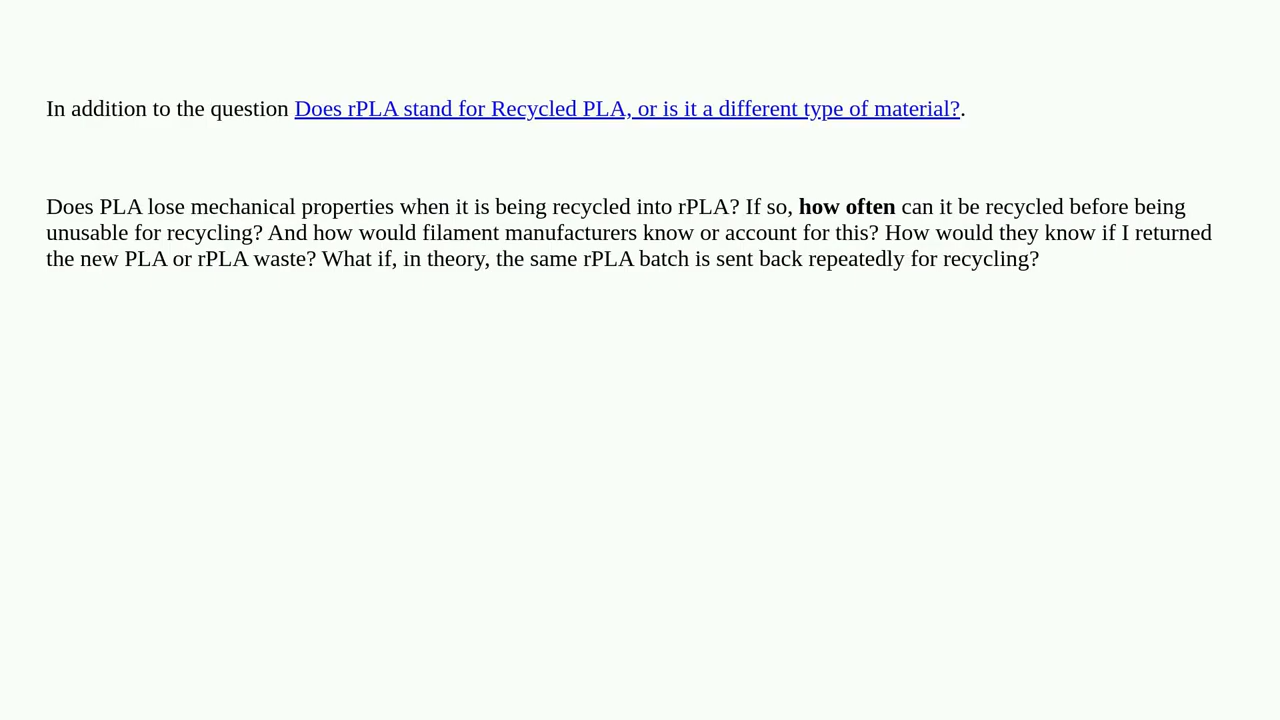 In addition to the question Does rPLA stand for Recycled PLA, or is it a different type of material?.
Does PLA lose mechanical properties when it is being recycled into rPLA? If so, how often can it be recycled before being
unusable for recycling? And how would filament manufacturers know or account for this? How would they know if I returned
the new PLA or rPLA waste? What if, in theory, the same rPLA batch is sent back repeatedly for recycling?